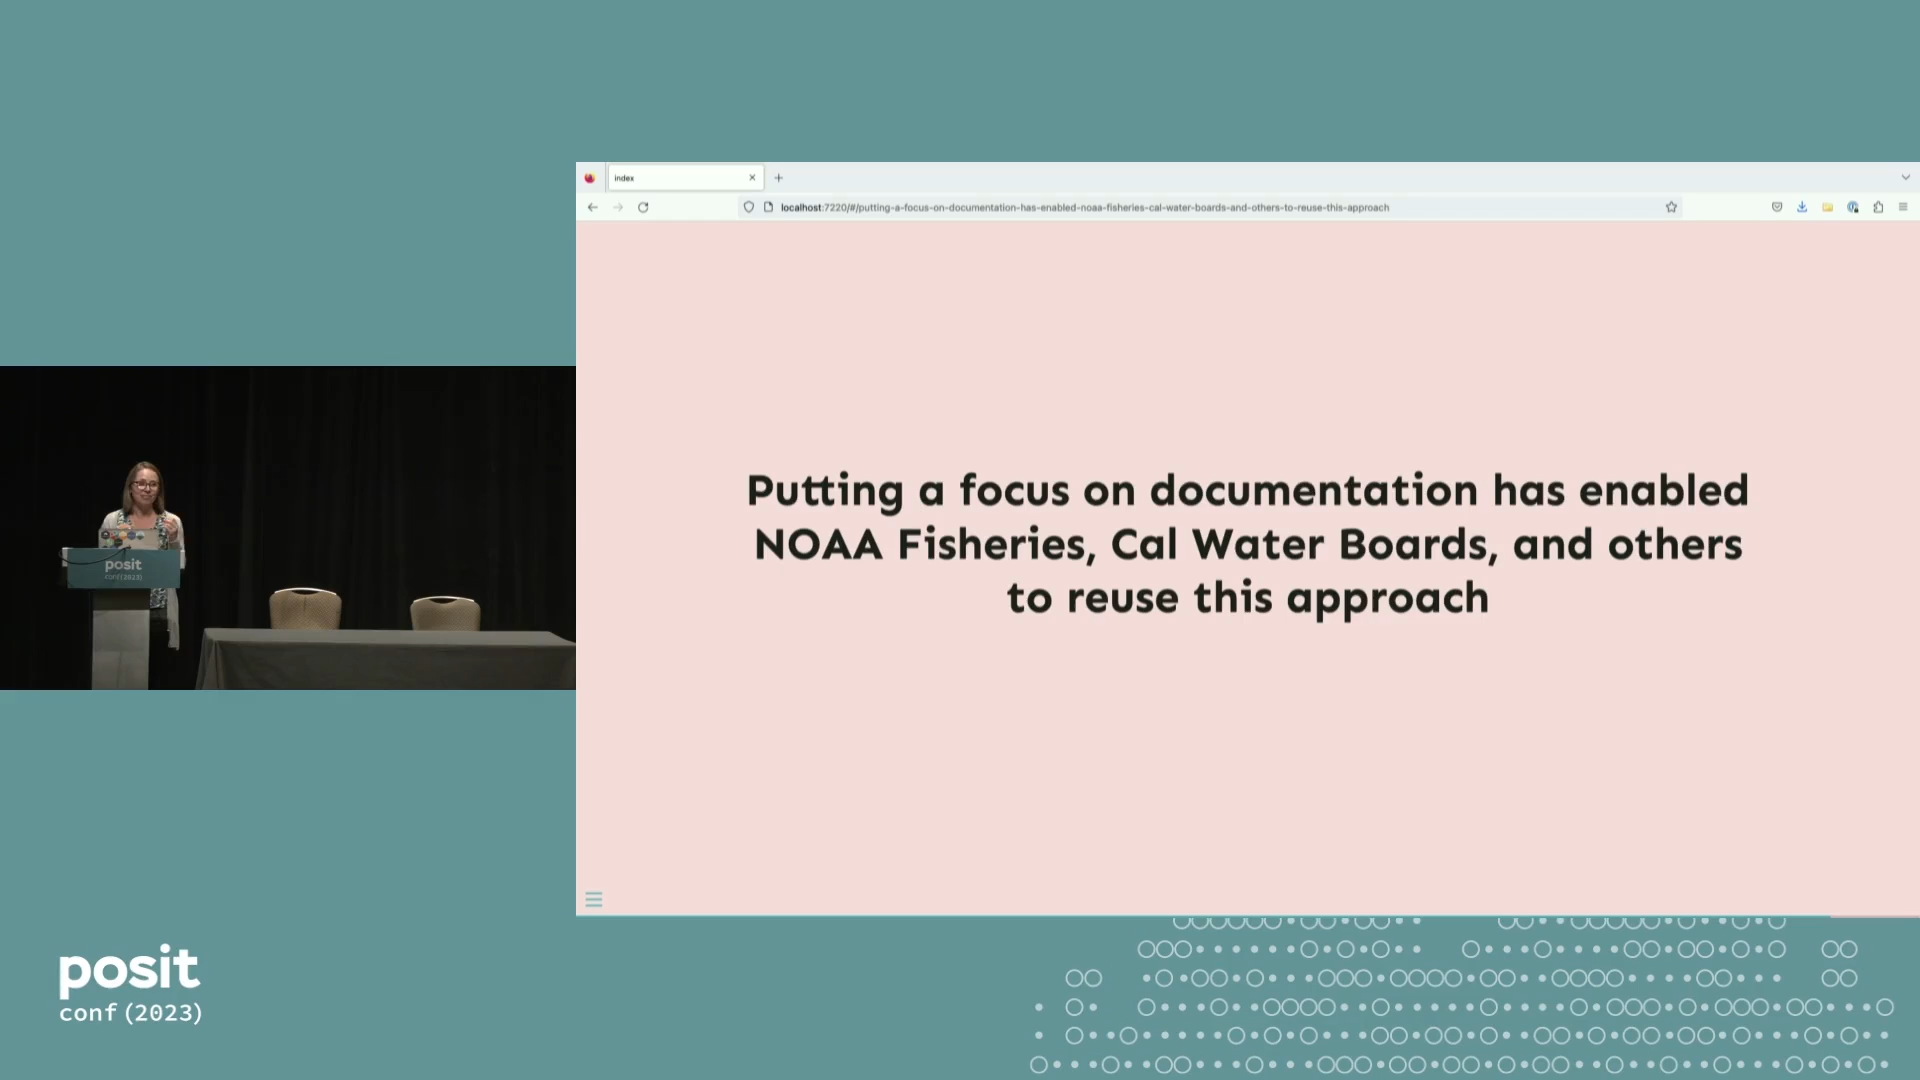 index
localhost:7220/#/putting-a-focus-on-documentation-has-enabled-noaa-fisheries-cal-water-boards-and-others-to-reuse-this-approach
Putting a focus on documentation has enabled
NOAA Fisheries, Cal Water Boards, and others
to reuse this approach
posit
conf(2023)
posit
conf(2023)